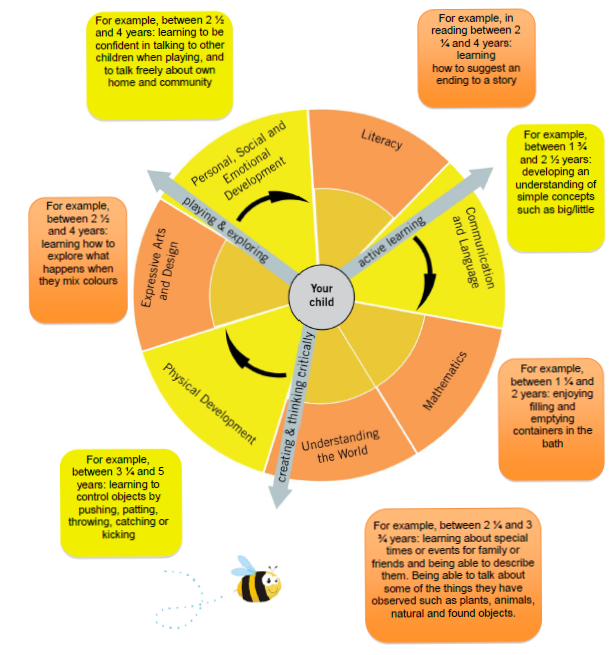 For example, between 2 ½
and 4 years: learning to be
confident in talking to other
children when playing, and
to talk freely about own
home and community
For example, in
reading between 2
¼ and 4 years:
learning
how to suggest an
ending to a story
For example,
between 1 ¾
and 2 ½ years:
developing an
understanding of
simple concepts
such as big/little
For example,
between 2 ½
and 4 years:
learning how to
explore what
happens when
they mix colours
Personal, Social and
Emotional
Development
Literacy
Communication
and Language
Mathematics
Understanding
the World
Physical Development
Expressive Arts
and Design
playing & exploring
active learning
creating & thinking critically
Your
child
For example,
between 1 ¼ and
2 years: enjoying
filling and
emptying
containers in the
bath
For example,
between 3 ¼ and 5
years: learning to
control objects by
pushing, patting,
throwing, catching or
kicking
For example, between 2 ¼ and 3
¾ years: learning about special
times or events for family or
friends and being able to describe
them. Being able to talk about
some of the things they have
observed such as plants, animals,
natural and found objects.